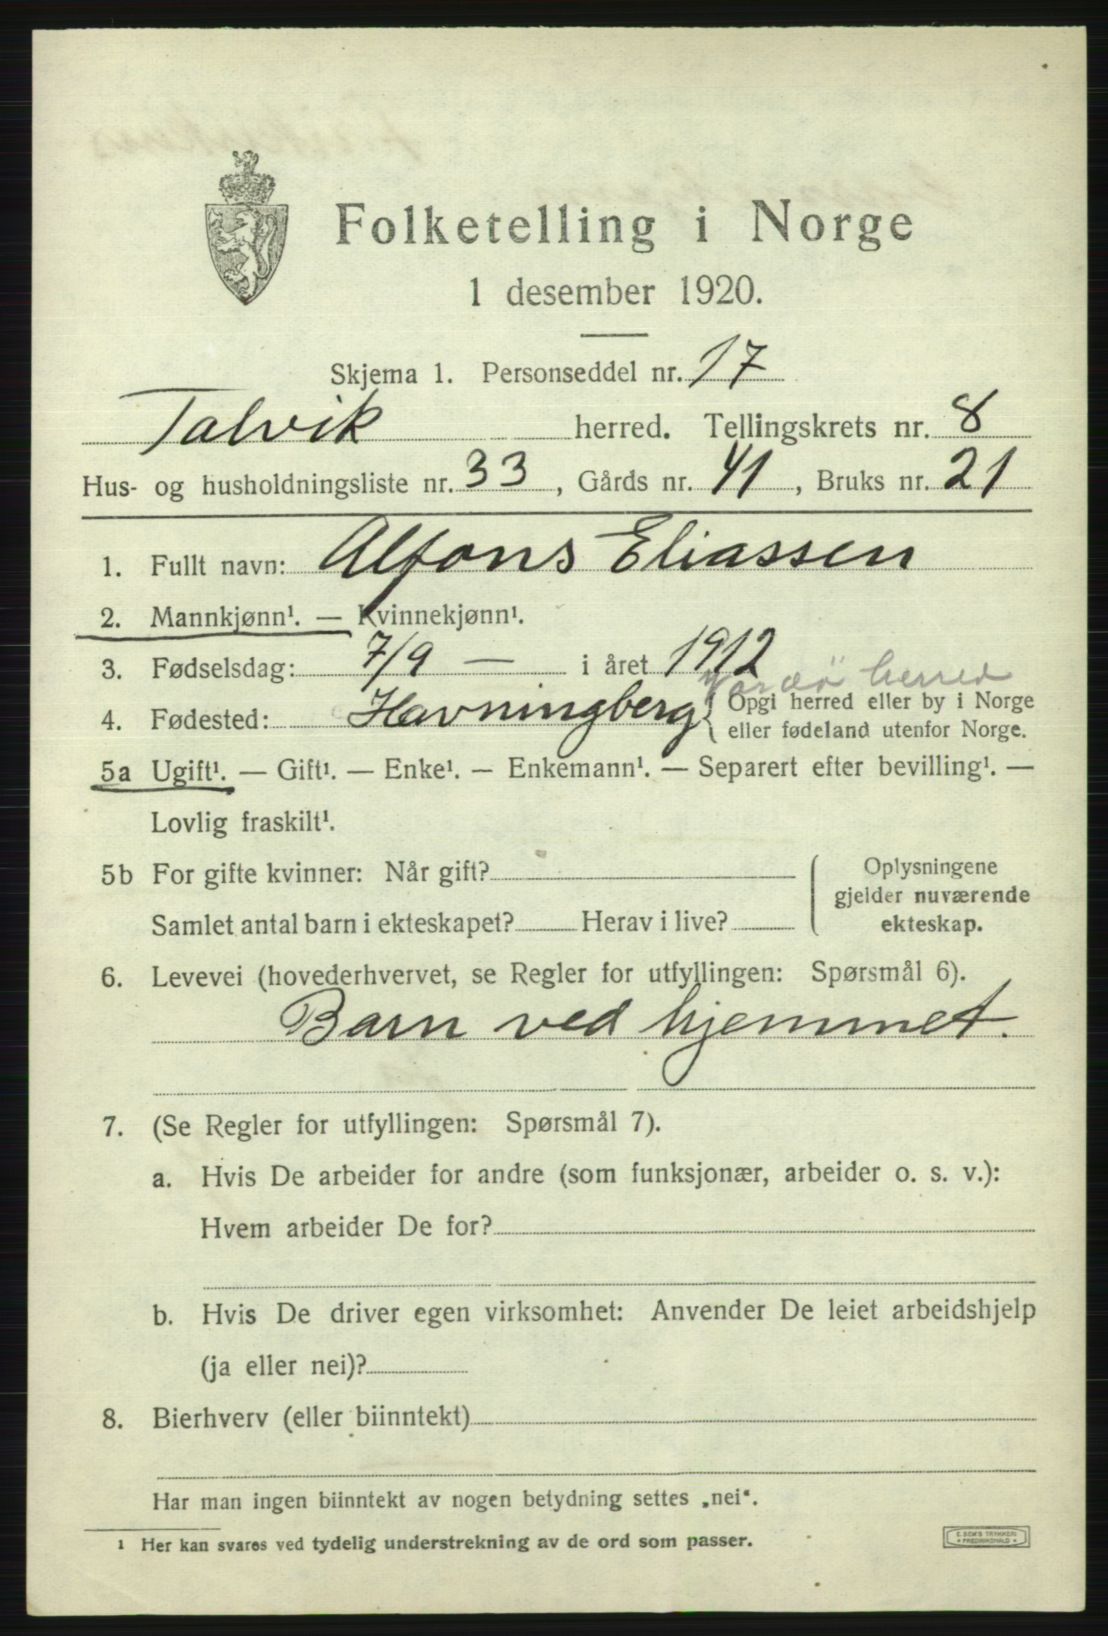 Folketelling i Norge
1 desember 1920.
Skjema 1. Personseddel nr. 17
Talvik herred. Tellingskrets nr. 8
Hus- og husholdningsliste nr. 33, Gårds nr. 41, Bruks nr. 21
1. Fullt navn: Alfons Eliassen
2. Mannkjønn¹. — Kvinnekjønn¹.
3. Fødselsdag: 7/9 — i året 1912
Vardö herred
4. Fødested: Havningberg { Opgi herred eller by i Norge
eller fødeland utenfor Norge.
5a Ugift¹. — Gift¹. — Enke¹. — Enkemann¹. — Separert efter bevilling¹. —
Lovlig fraskilt¹.
5b For gifte kvinner: Når gift?
Samlet antal barn i ekteskapet? Herav i live?
Oplysningene
gjelder nuværende
ekteskap.
6. Levevei (hovederhvervet, se Regler for utfyllingen: Spørsmål 6).
Barn ved hjemmet.
7. (Se Regler for utfyllingen: Spørsmål 7).
a. Hvis De arbeider for andre (som funksjonær, arbeider o. s. v.):
Hvem arbeider De for?
b. Hvis De driver egen virksomhet: Anvender De leiet arbeidshjelp
(ja eller nei)?
8. Bierhverv (eller biinntekt)
Har man ingen biinntekt av nogen betydning settes „nei“.
¹ Her kan svares ved tydelig understrekning av de ord som passer.
E. SEM'S TRYKKERI
FREDRIKSHALD